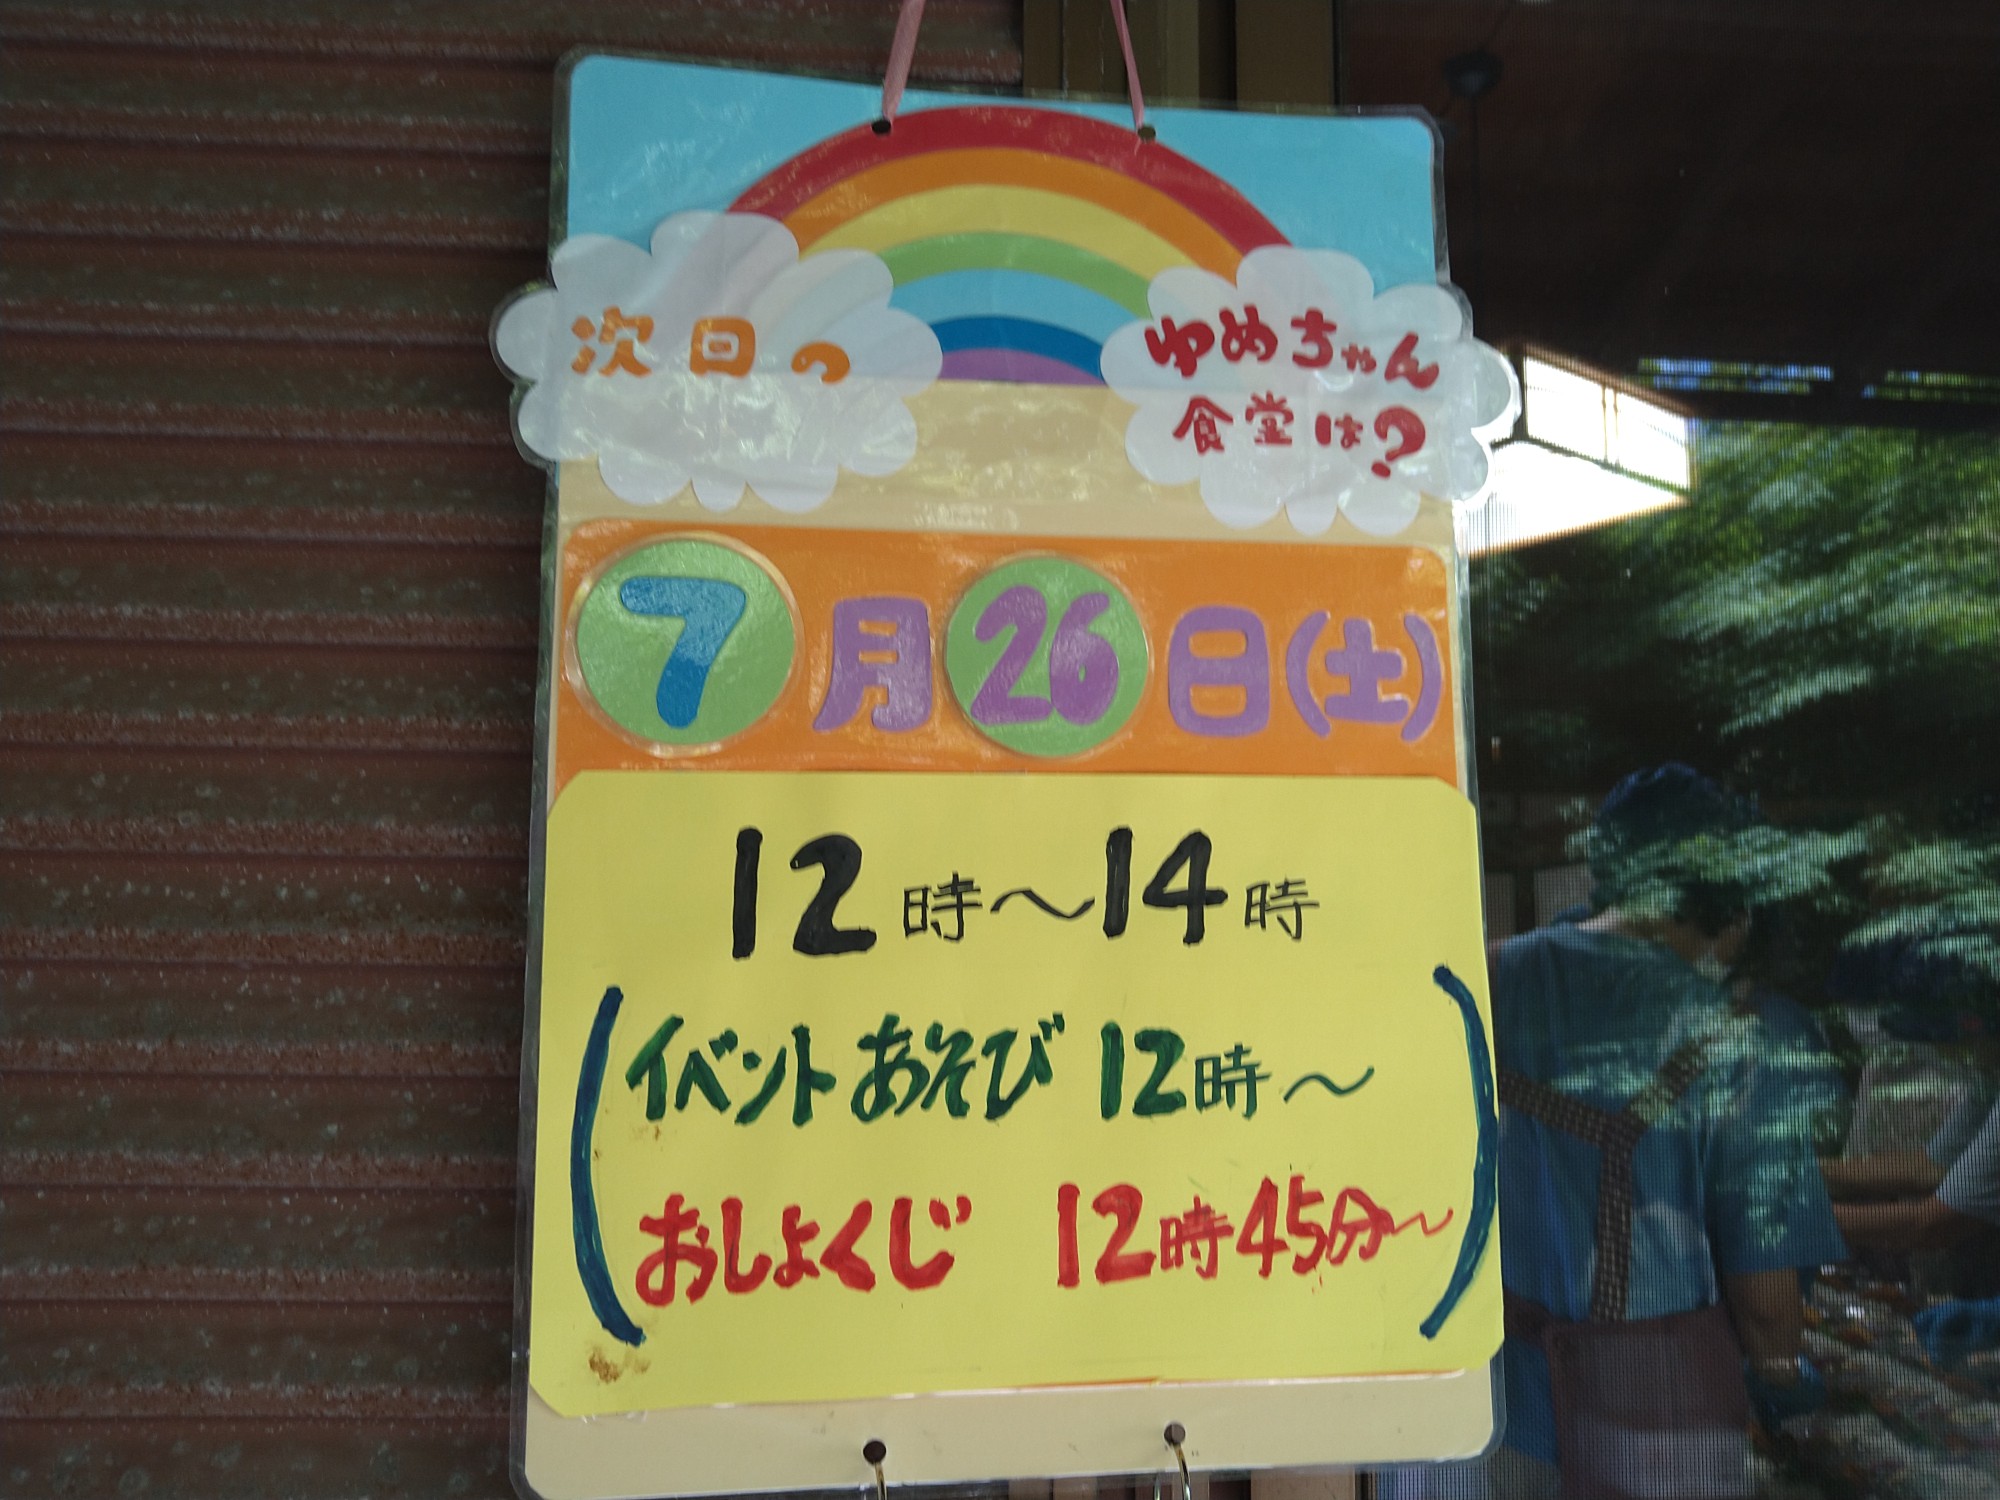 次回の
ゆめちゃん
食堂は?
7月26日(土)
12時〜14時
(イベントあそび 12時〜
おしょくじ 12時45分〜)